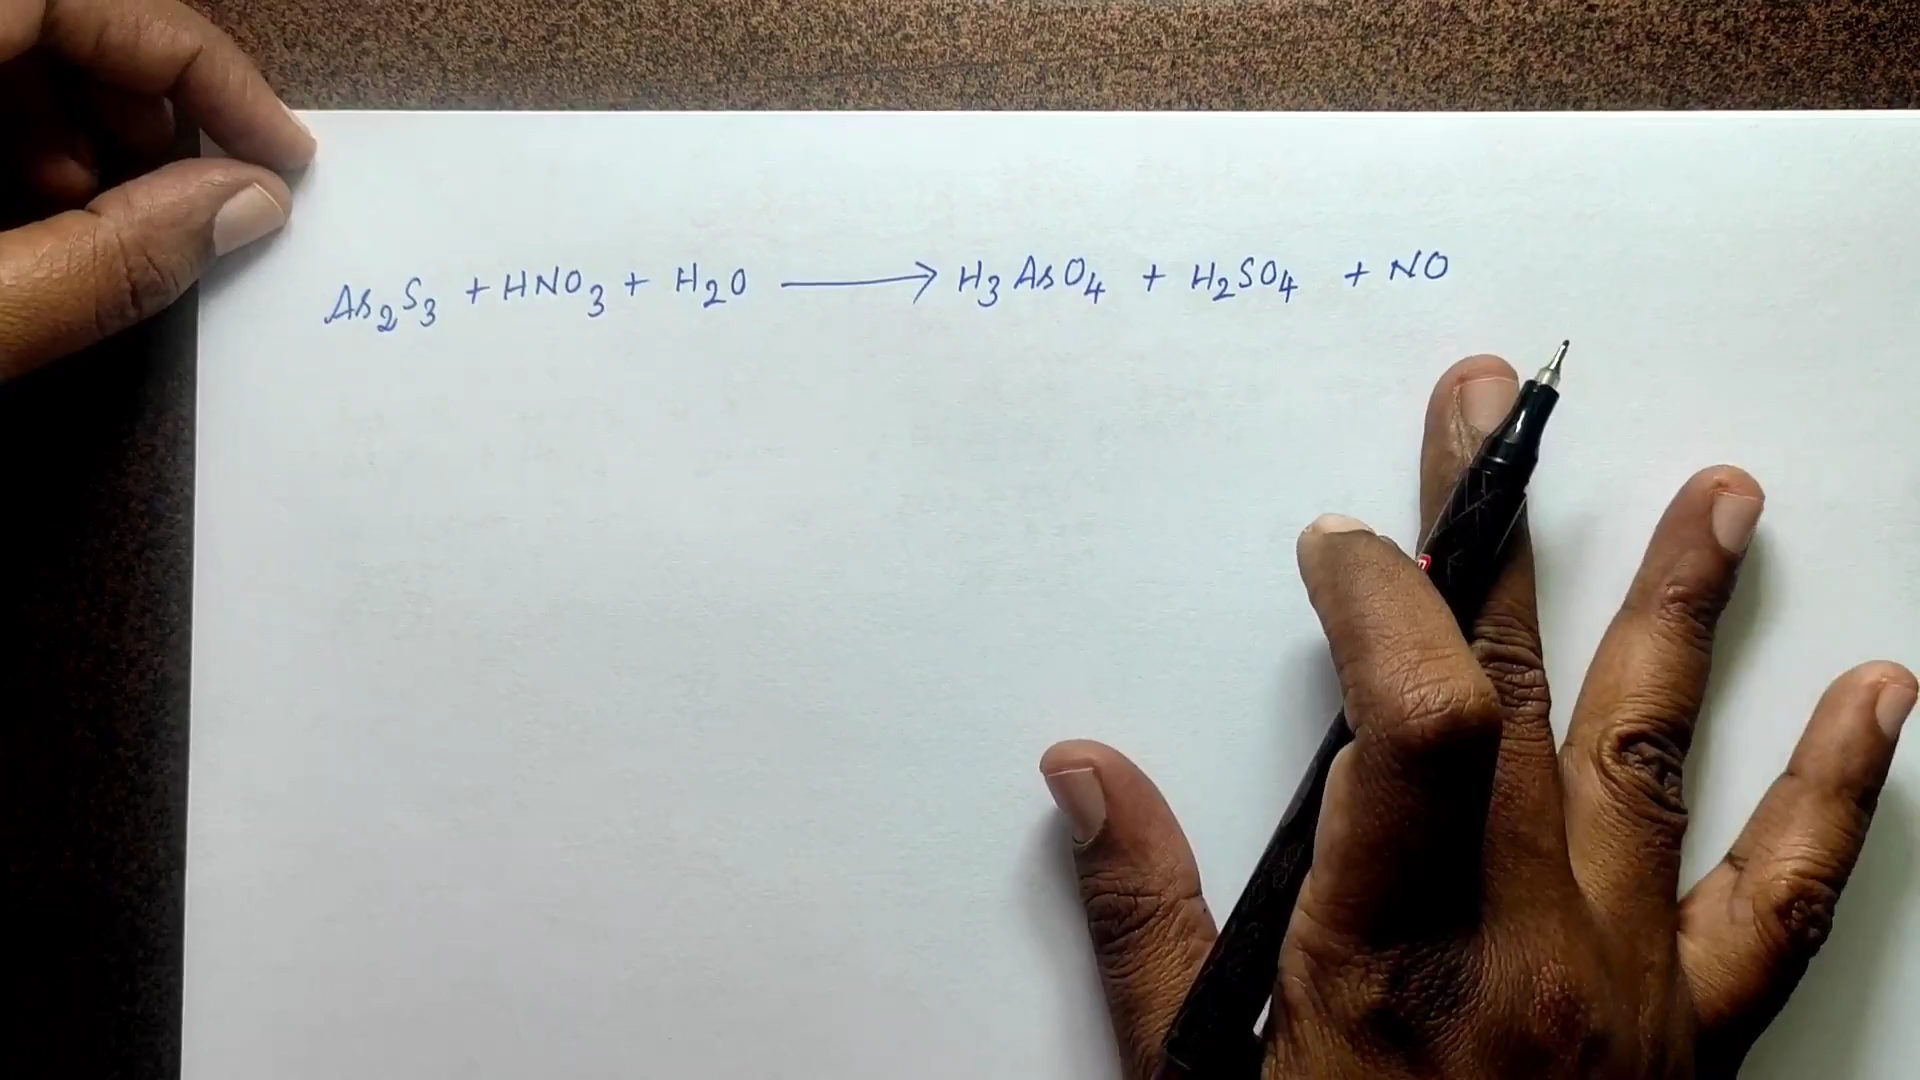 As₂S₃ + HNO₃ + H₂O ⟶ H₃AsO₄ + H₂SO₄ + NO